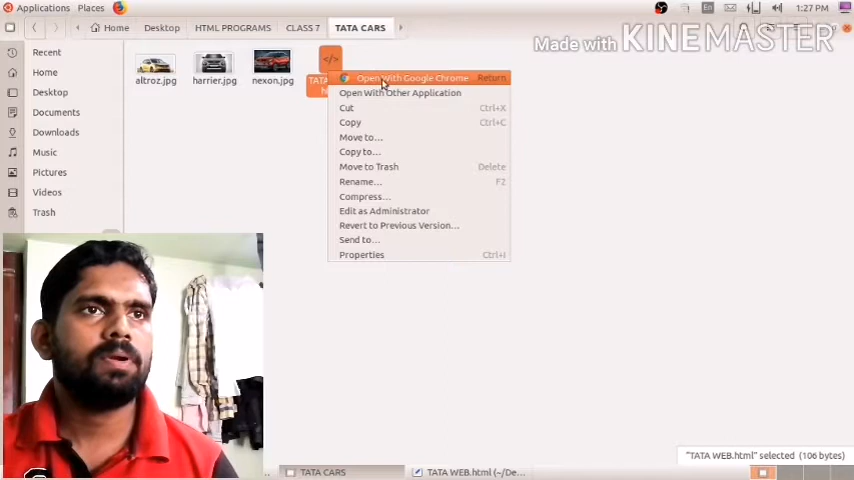 Applications Places En 1:27 PM
Home Desktop HTML PROGRAMS CLASS 7 TATA CARS
Made with KINEMASTER
Recent
Home
Desktop
Documents
Downloads
Music
Pictures
Videos
Trash
altroz.jpg harrier.jpg nexon.jpg TATA
Open With Google Chrome Return
Open With Other Application
Cut Ctrl+X
Copy Ctrl+C
Move to...
Copy to...
Move to Trash Delete
Rename... F2
Compress...
Edit as Administrator
Revert to Previous Version...
Send to...
Properties Ctrl+I
"TATA WEB.html" selected (106 bytes)
TATA CARS TATA WEB.html (~/De...